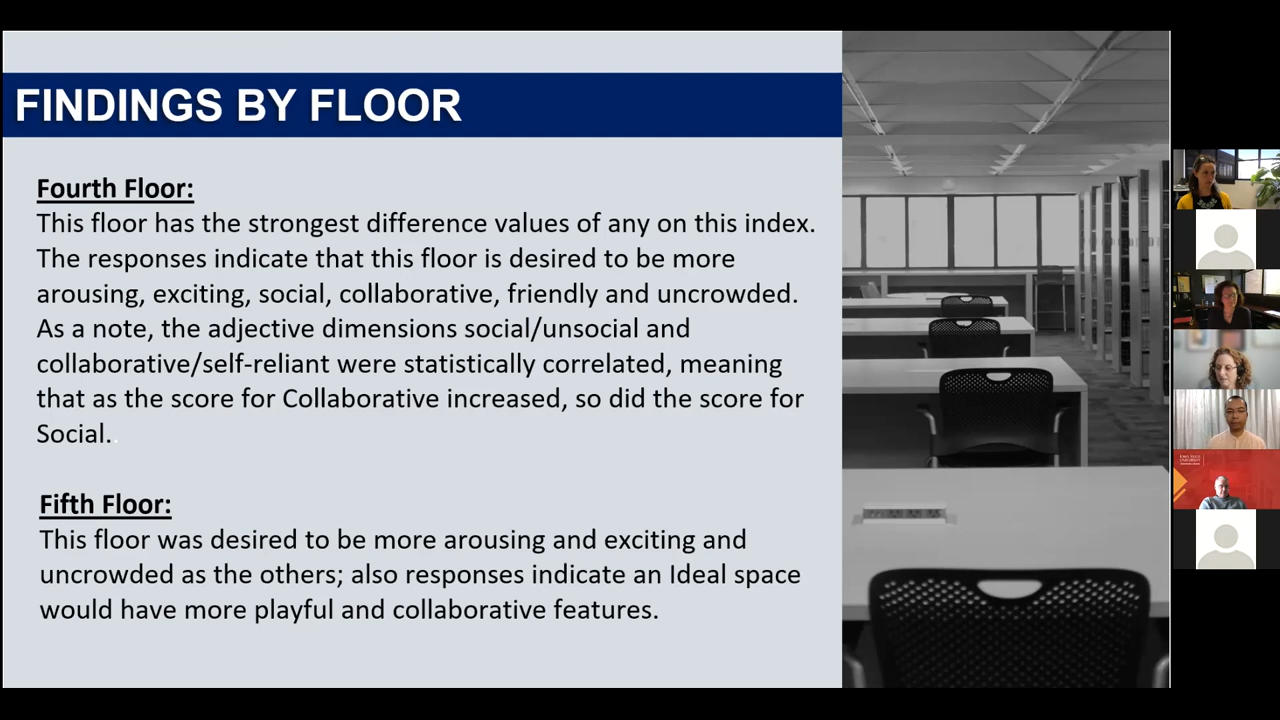 FINDINGS BY FLOOR
Fourth Floor:
This floor has the strongest difference values of any on this index.
The responses indicate that this floor is desired to be more
arousing, exciting, social, collaborative, friendly and uncrowded.
As a note, the adjective dimensions social/unsocial and
collaborative/self-reliant were statistically correlated, meaning
that as the score for Collaborative increased, so did the score for
Social..
Fifth Floor:
This floor was desired to be more arousing and exciting and
uncrowded as the others; also responses indicate an Ideal space
would have more playful and collaborative features.
IOWA STATE
UNIVERSITY